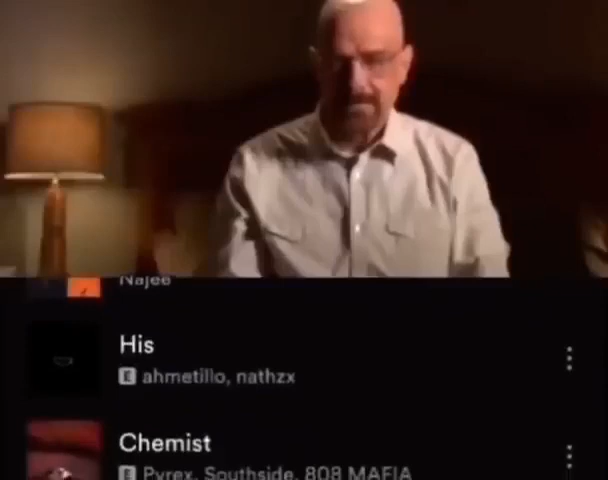 Najee
His
E ahmetillo, nathzx
Chemist
E Pyrex, Southside, 808 MAFIA